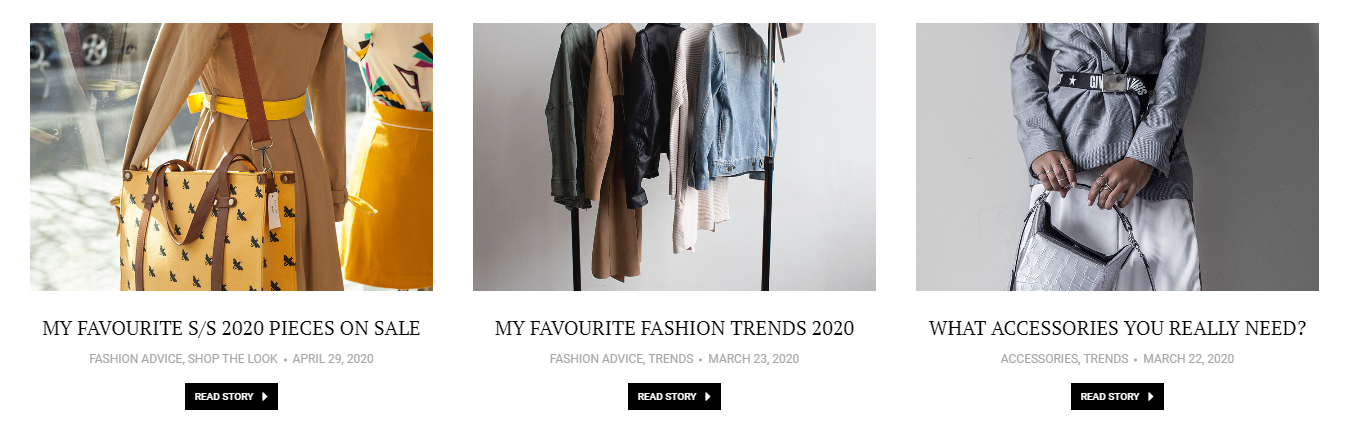 MY FAVOURITE S/S 2020 PIECES ON SALE
FASHION ADVICE, SHOP THE LOOK • APRIL 29, 2020
READ STORY
MY FAVOURITE FASHION TRENDS 2020
FASHION ADVICE, TRENDS • MARCH 23, 2020
READ STORY
WHAT ACCESSORIES YOU REALLY NEED?
ACCESSORIES, TRENDS • MARCH 22, 2020
READ STORY